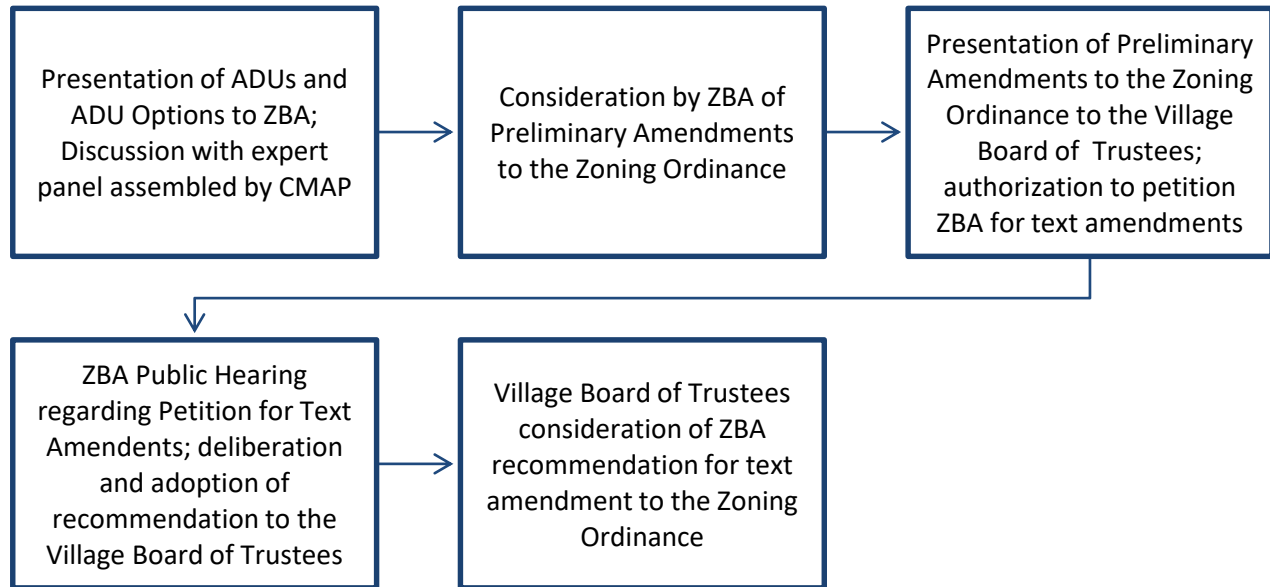 Presentation of ADUs and
ADU Options to ZBA;
Discussion with expert
panel assembled by CMAP
Consideration by ZBA of
Preliminary Amendments
to the Zoning Ordinance
Presentation of Preliminary
Amendments to the Zoning
Ordinance to the Village
Board of Trustees;
authorization to petition
ZBA for text amendments
ZBA Public Hearing
regarding Petition for Text
Amendents; deliberation
and adoption of
recommendation to the
Village Board of Trustees
Village Board of Trustees
consideration of ZBA
recommendation for text
amendment to the Zoning
Ordinance